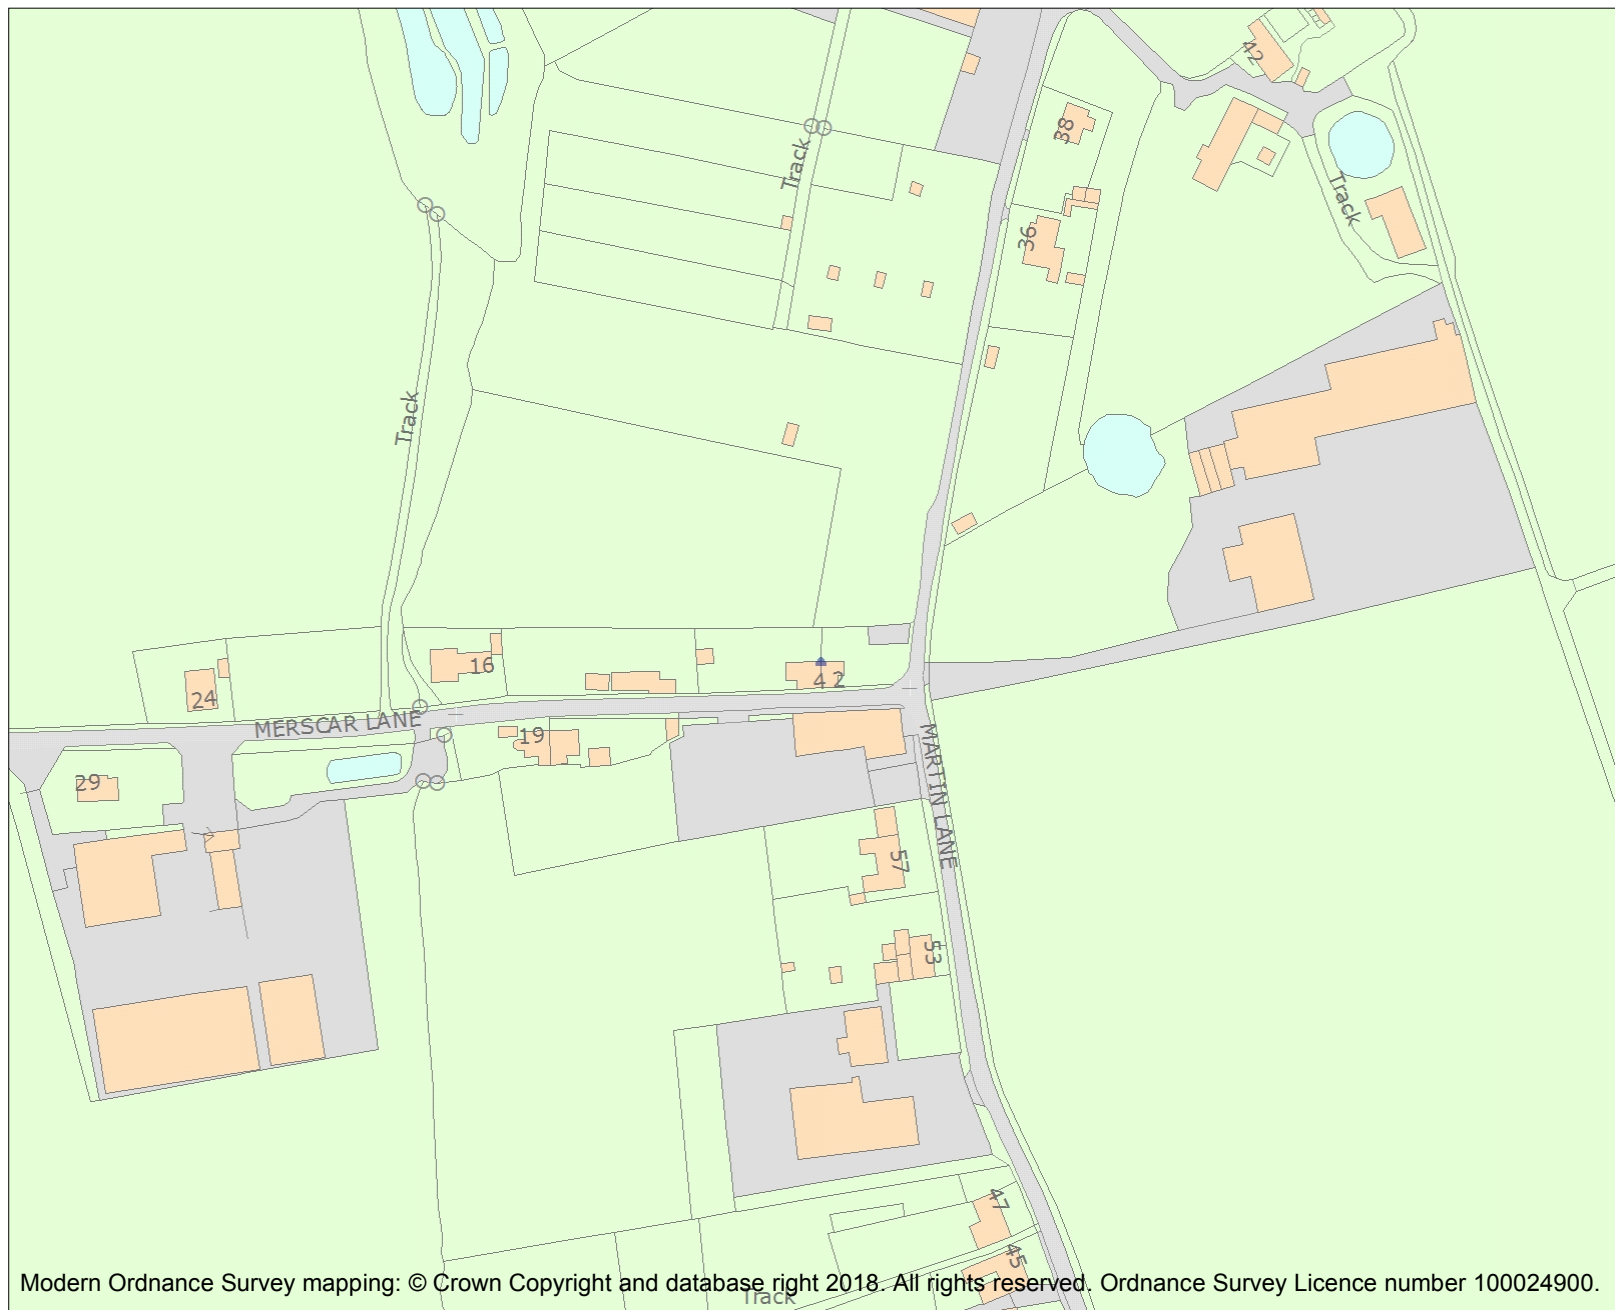 42
38
Track
Track
36
Track
16
24
4 2
MERSCAR LANE
19
29
MARTIN LANE
57
53
47
45
Modern Ordnance Survey mapping: © Crown Copyright and database right 2018. All rights reserved. Ordnance Survey Licence number 100024900.
Track